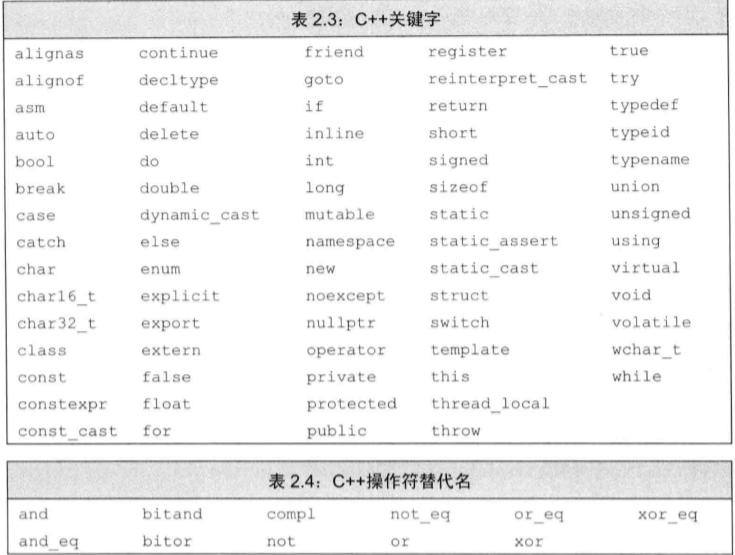 表 2.3：C++关键字
alignas continue friend register true
alignof decltype goto reinterpret_cast try
asm default if return typedef
auto delete inline short typeid
bool do int signed typename
break double long sizeof union
case dynamic_cast mutable static unsigned
catch else namespace static_assert using
char enum new static_cast virtual
char16_t explicit noexcept struct void
char32_t export nullptr switch volatile
class extern operator template wchar_t
const false private this while
constexpr float protected thread_local
const_cast for public throw
表 2.4：C++操作符替代名
and bitand compl not_eq or_eq xor_eq
and_eq bitor not or xor